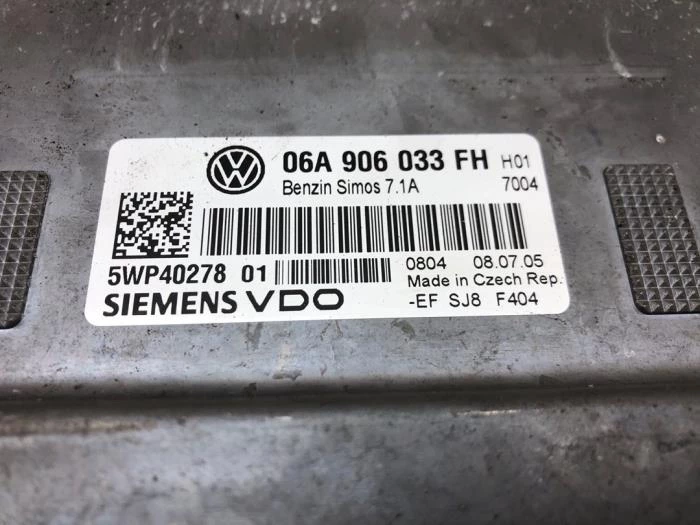 06A 906 033 FH H01
Benzin Simos 7.1A 7004
5WP40278 01 0804 08.07.05
Made in Czech Rep.
SIEMENS VDO -EF SJ8 F404